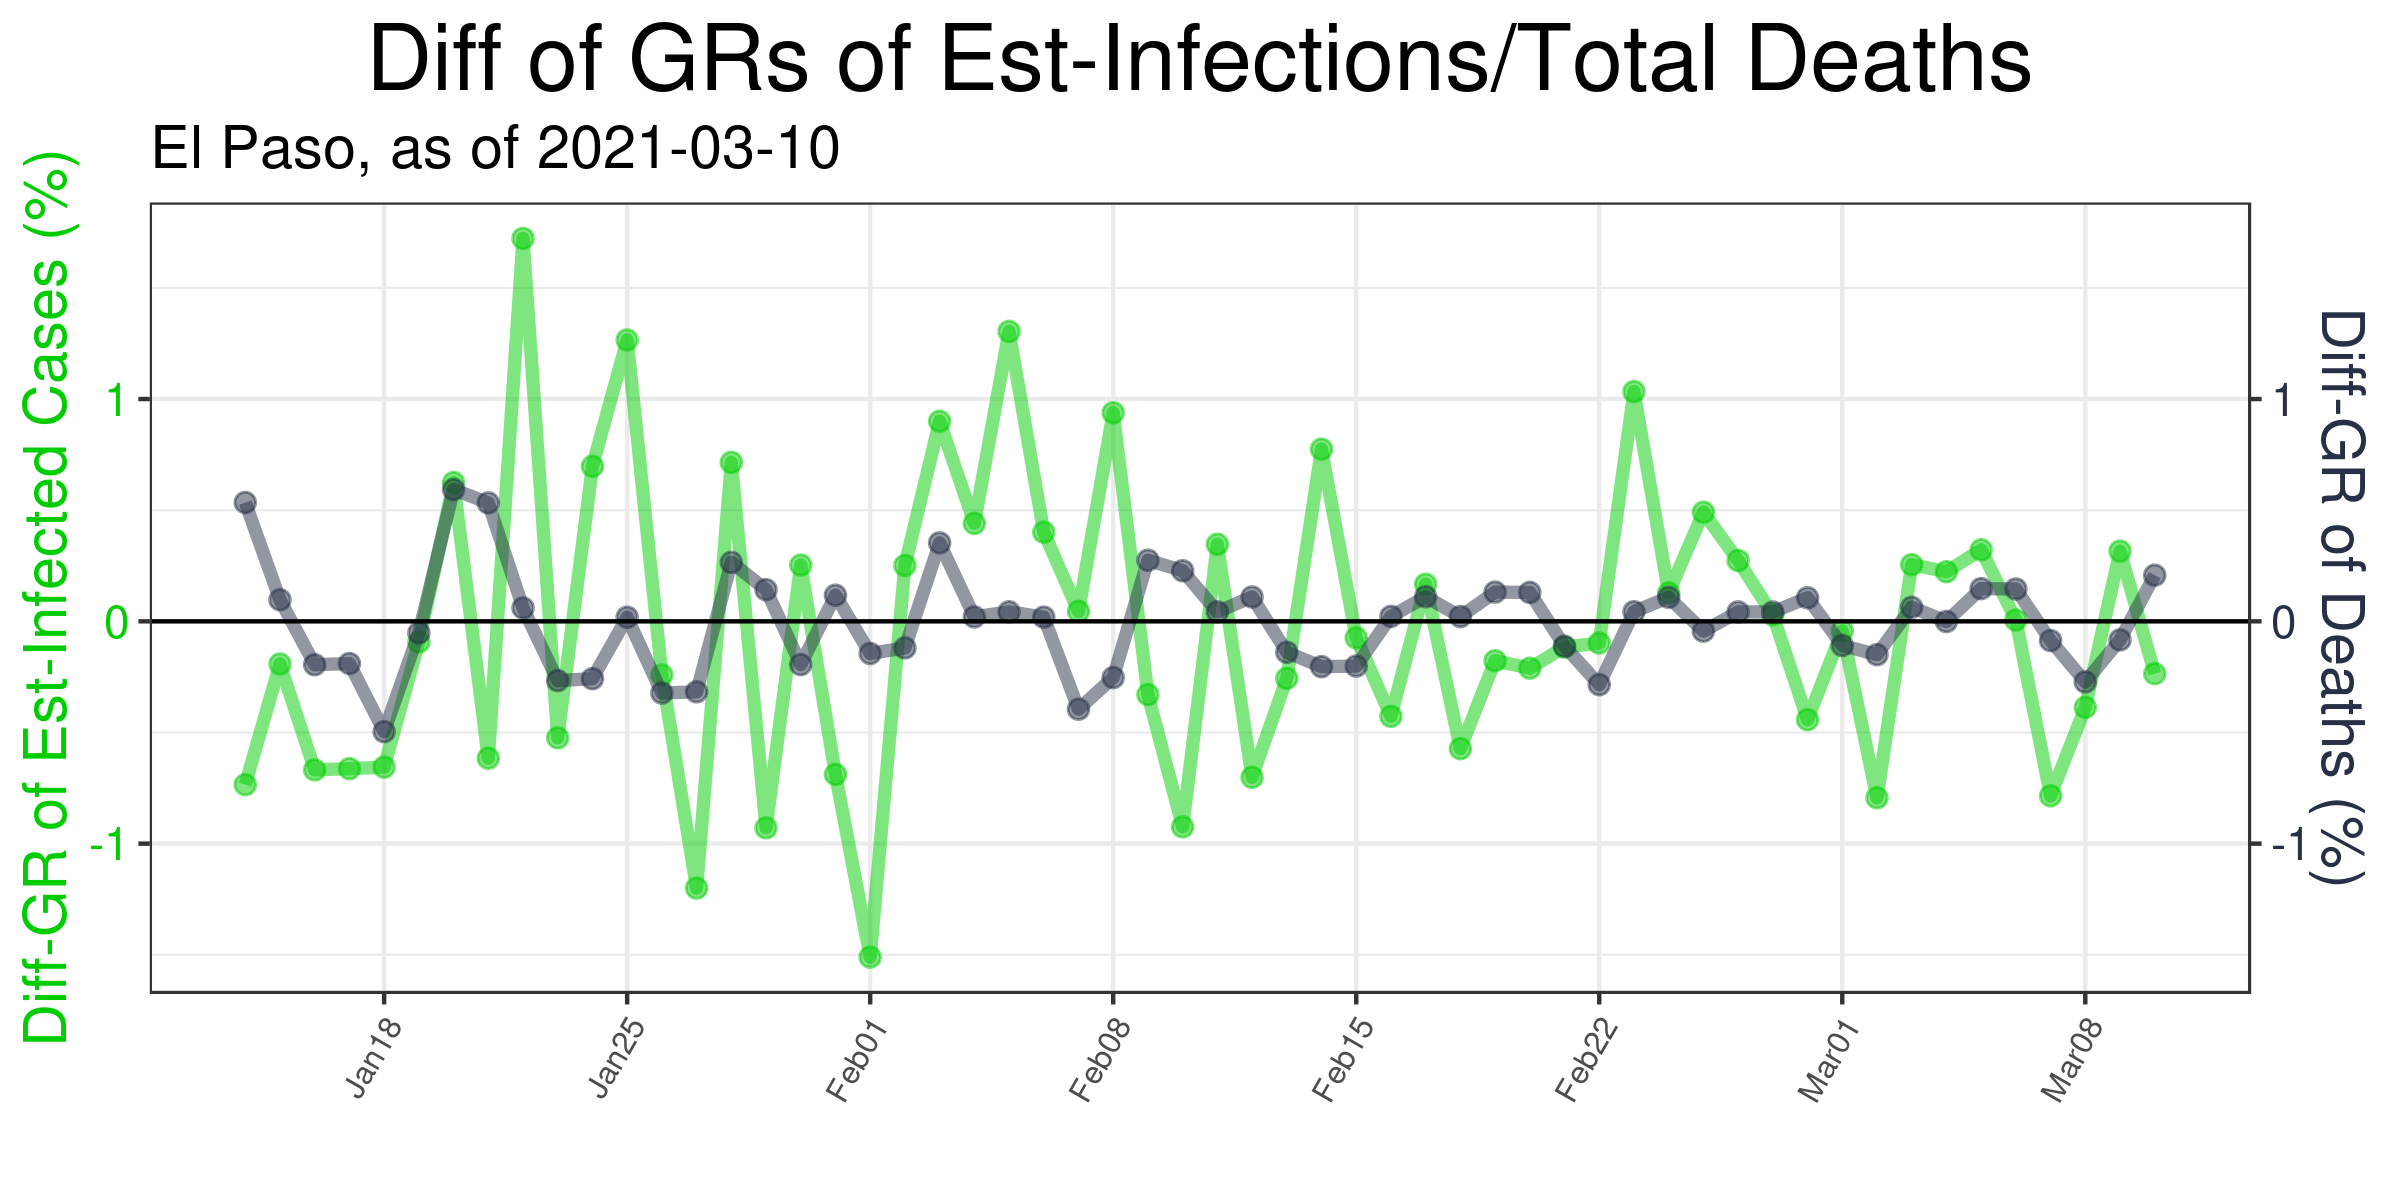 Diff of GRs of Est-Infections/Total Deaths
El Paso, as of 2021-03-10
Diff-GR of Est-Infected Cases (%)
1
0
-1
1
0
-1
Diff-GR of Deaths (%)
Jan18
Jan25
Feb01
Feb08
Feb15
Feb22
Mar01
Mar08